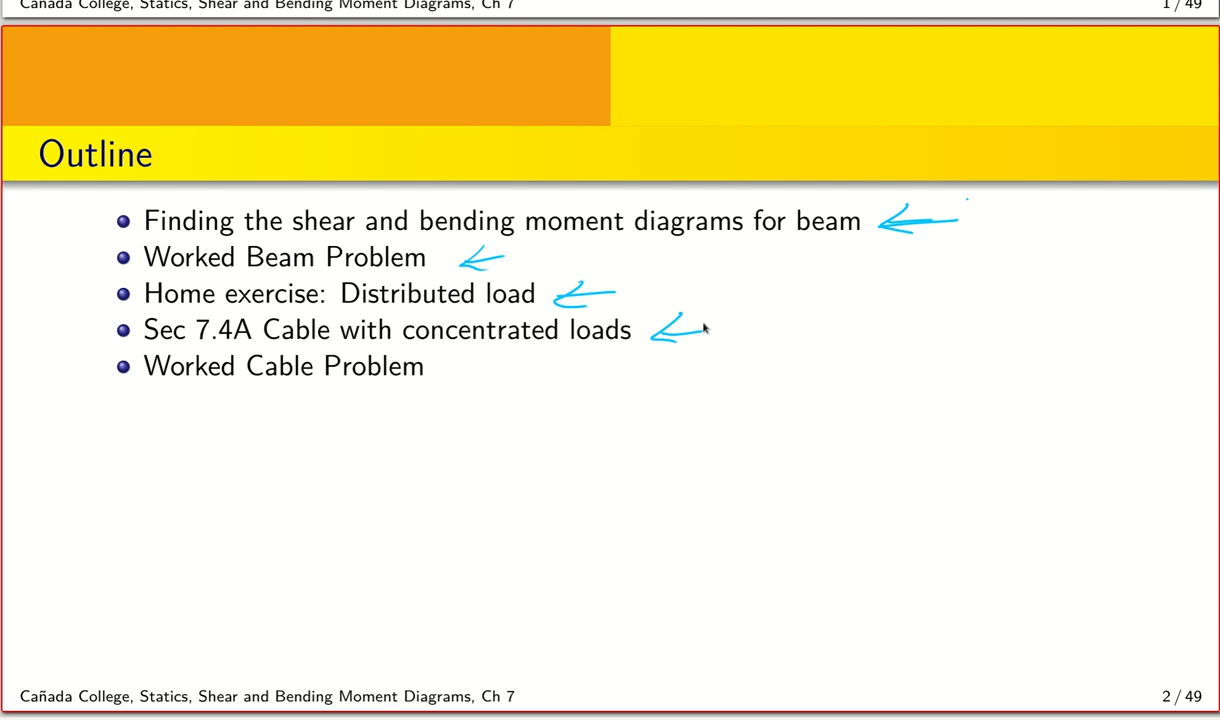 Cañada College, Statics, Shear and Bending Moment Diagrams, Ch 7 1 / 49
Outline
Finding the shear and bending moment diagrams for beam
Worked Beam Problem
Home exercise: Distributed load
Sec 7.4A Cable with concentrated loads
Worked Cable Problem
Cañada College, Statics, Shear and Bending Moment Diagrams, Ch 7 2 / 49